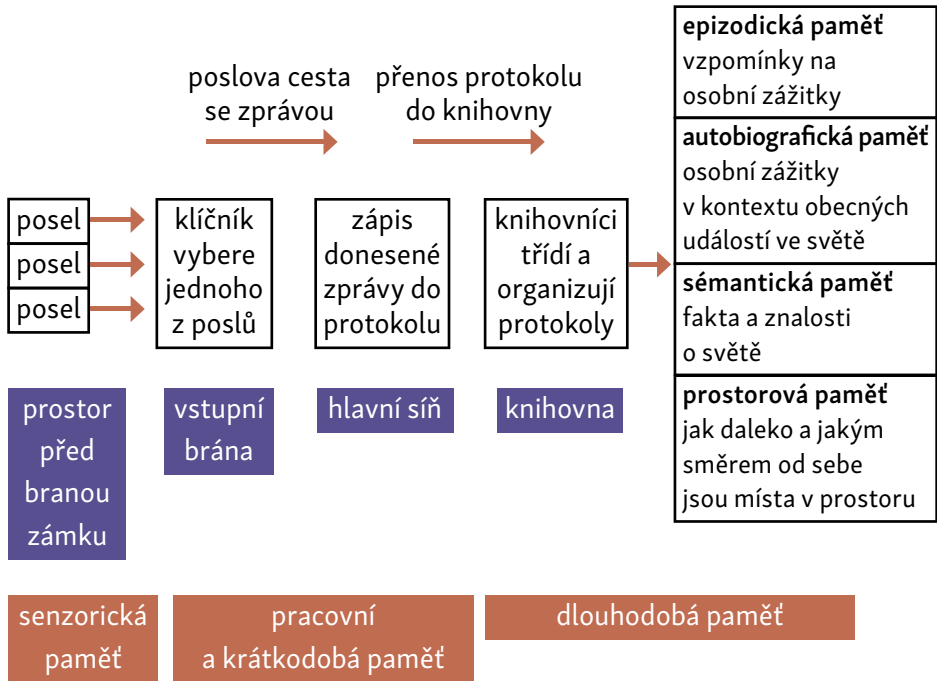 poslova cesta
se zprávou
přenos protokolu
do knihovny
posel
posel
posel
klíčník
vybere
jednoho
z poslů
zápis
donesené
zprávy do
protokolu
knihovníci
třídí a
organizují
protokoly
epizodická paměť
vzpomínky na
osobní zážitky
autobiografická paměť
osobní zážitky
v kontextu obecných
událostí ve světě
sémantická paměť
fakta a znalosti
o světě
prostorová paměť
jak daleko a jakým
směrem od sebe
jsou místa v prostoru
prostor
před
branou
zámku
vstupní
brána
hlavní síň
knihovna
senzorická
paměť
pracovní
a krátkodobá paměť
dlouhodobá paměť